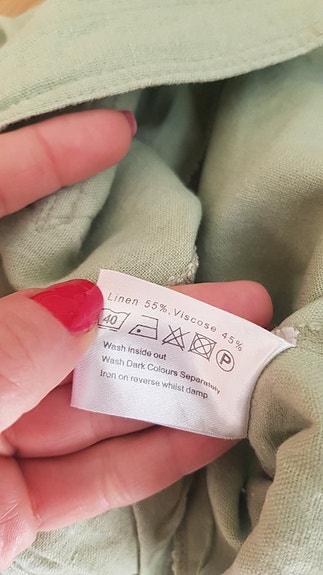 Linen 55%, Viscose 45%
40 P
Wash inside out
Wash Dark Colours Separately
Iron on reverse whilst damp